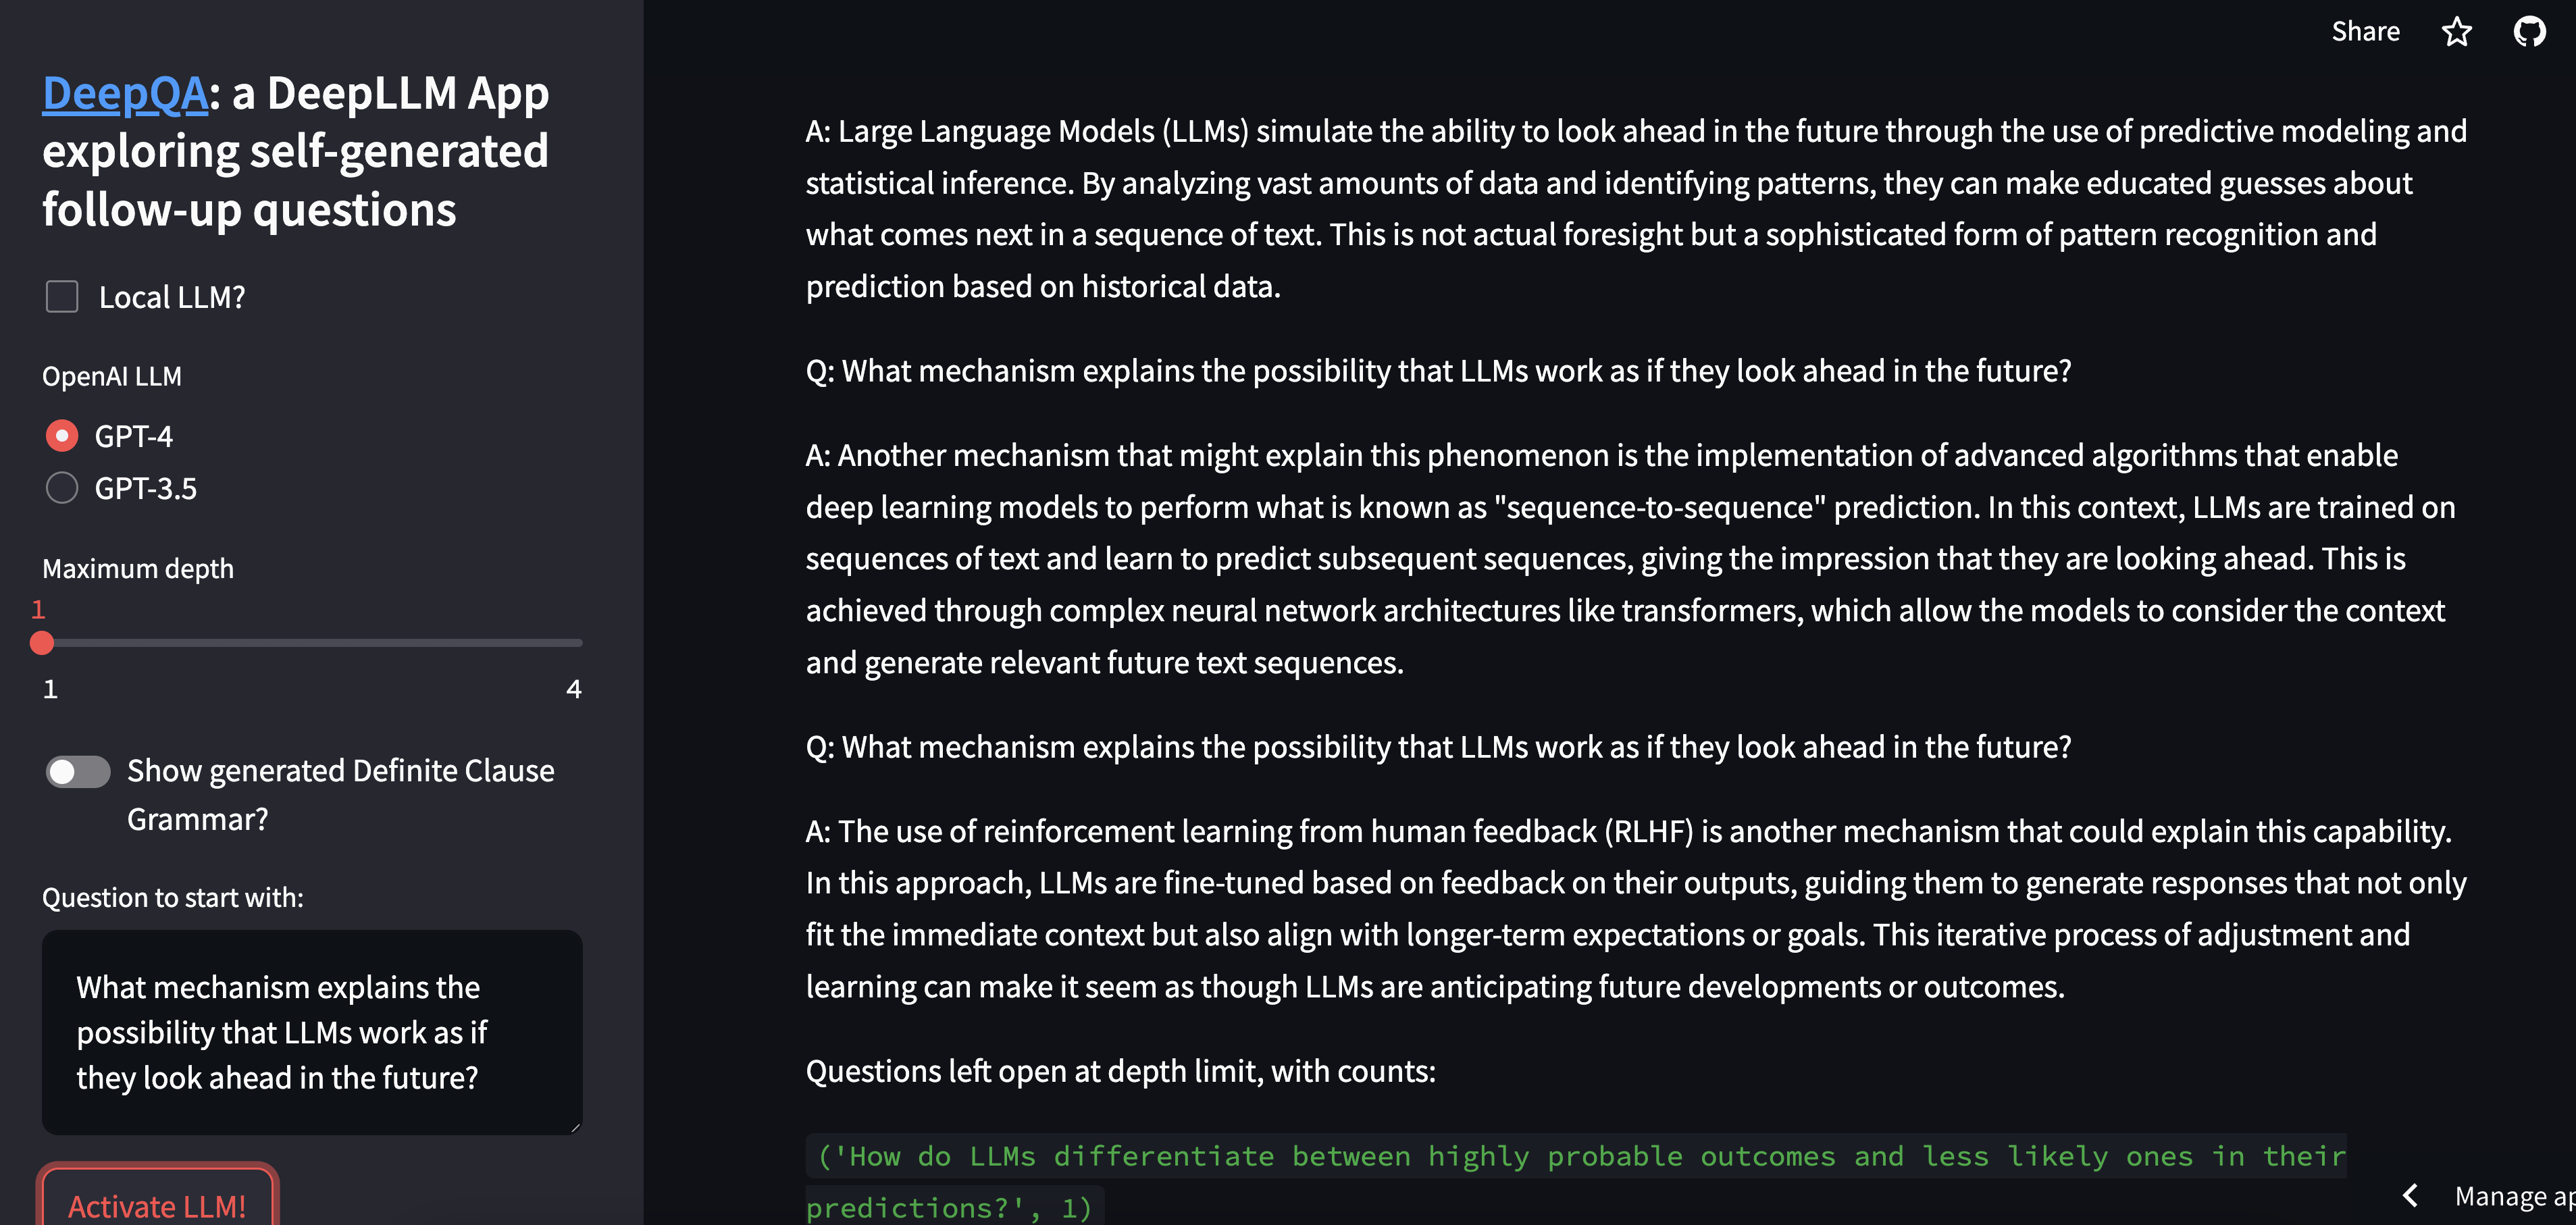 DeepQA: a DeepLLM App
exploring self-generated
follow-up questions
Local LLM?
OpenAI LLM
GPT-4
GPT-3.5
Maximum depth
1
1
4
Show generated Definite Clause
Grammar?
Question to start with:
What mechanism explains the
possibility that LLMs work as if
they look ahead in the future?
Activate LLM!
Share
A: Large Language Models (LLMs) simulate the ability to look ahead in the future through the use of predictive modeling and
statistical inference. By analyzing vast amounts of data and identifying patterns, they can make educated guesses about
what comes next in a sequence of text. This is not actual foresight but a sophisticated form of pattern recognition and
prediction based on historical data.
Q: What mechanism explains the possibility that LLMs work as if they look ahead in the future?
A: Another mechanism that might explain this phenomenon is the implementation of advanced algorithms that enable
deep learning models to perform what is known as "sequence-to-sequence" prediction. In this context, LLMs are trained on
sequences of text and learn to predict subsequent sequences, giving the impression that they are looking ahead. This is
achieved through complex neural network architectures like transformers, which allow the models to consider the context
and generate relevant future text sequences.
Q: What mechanism explains the possibility that LLMs work as if they look ahead in the future?
A: The use of reinforcement learning from human feedback (RLHF) is another mechanism that could explain this capability.
In this approach, LLMs are fine-tuned based on feedback on their outputs, guiding them to generate responses that not only
fit the immediate context but also align with longer-term expectations or goals. This iterative process of adjustment and
learning can make it seem as though LLMs are anticipating future developments or outcomes.
Questions left open at depth limit, with counts:
('How do LLMs differentiate between highly probable outcomes and less likely ones in their
predictions?', 1)
Manage